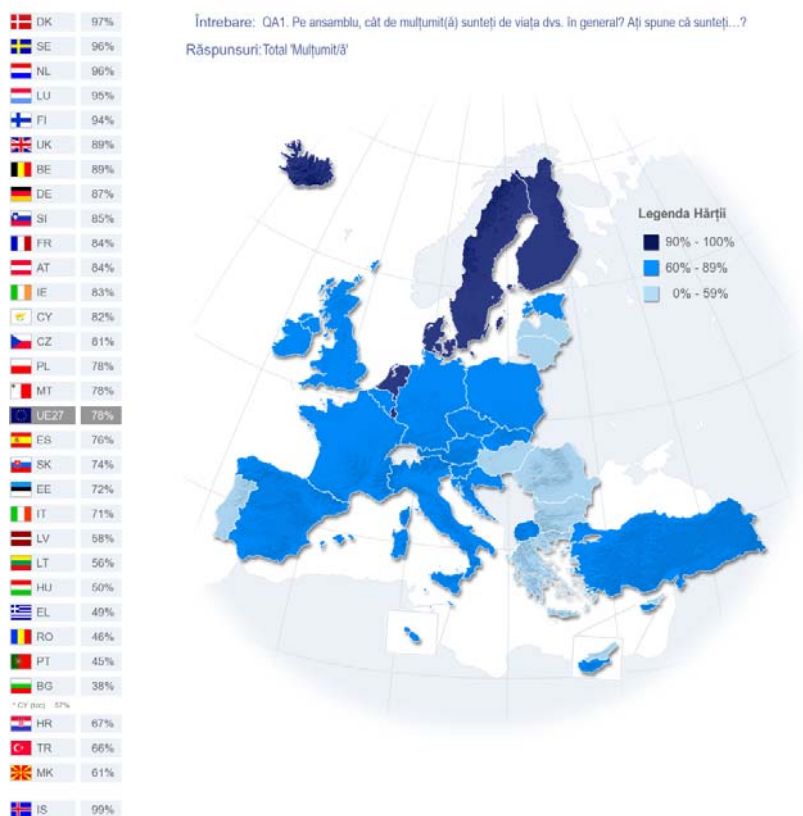 Întrebare: QA1. Pe ansamblu, cât de mulțumit(ă) sunteți de viața dvs. în general? Ați spune că sunteți…?
Răspunsuri: Total 'Mulțumit/ă'
DK 97%
SE 96%
NL 96%
LU 95%
FI 94%
UK 89%
BE 89%
DE 87%
SI 85%
FR 84%
AT 84%
IE 83%
CY 82%
CZ 81%
PL 78%
MT 78%
UE27 78%
ES 76%
SK 74%
EE 72%
IT 71%
LV 58%
LT 56%
HU 50%
EL 49%
RO 46%
PT 45%
BG 38%
* CY (tcc) 57%
HR 67%
TR 66%
MK 61%
IS 99%
Legenda Hărții
90% - 100%
60% - 89%
0% - 59%